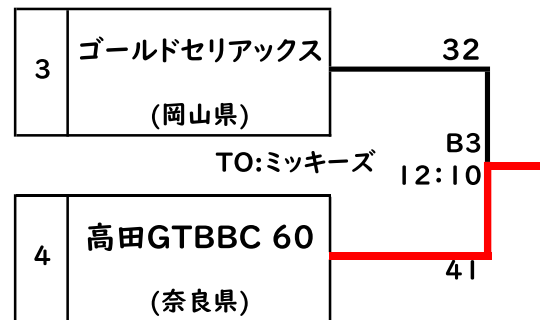 3
ゴールドセリアックス
(岡山県)
32
TO:ミッキーズ
B3
12:10
4
高田GTBBC 60
(奈良県)
41